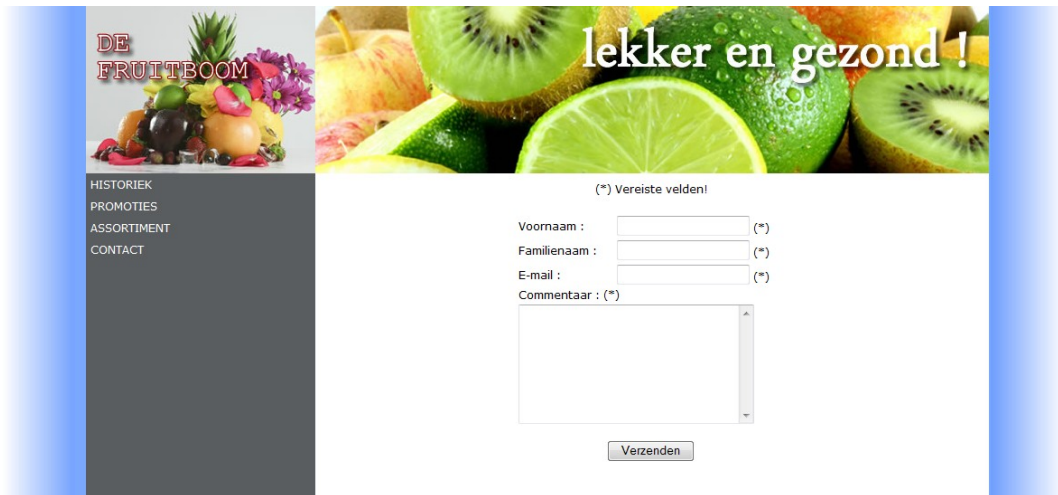 DE
FRUITBOOM
lekker en gezond !
HISTORIEK
PROMOTIES
ASSORTIMENT
CONTACT
(*) Vereiste velden!
Voornaam : (*)
Familienaam : (*)
E-mail : (*)
Commentaar : (*)
Verzenden